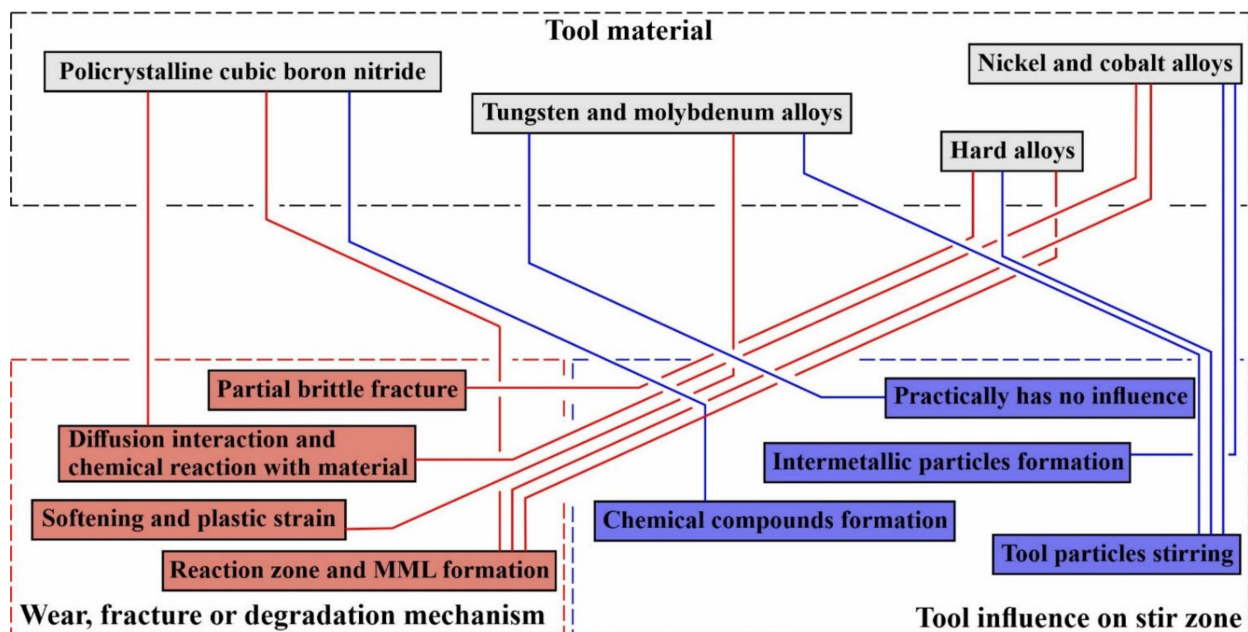 Tool material
Policrystalline cubic boron nitride
Nickel and cobalt alloys
Tungsten and molybdenum alloys
Hard alloys
Partial brittle fracture
Practically has no influence
Diffusion interaction and
chemical reaction with material
Intermetallic particles formation
Softening and plastic strain
Chemical compounds formation
Reaction zone and MML formation
Tool particles stirring
Wear, fracture or degradation mechanism
Tool influence on stir zone